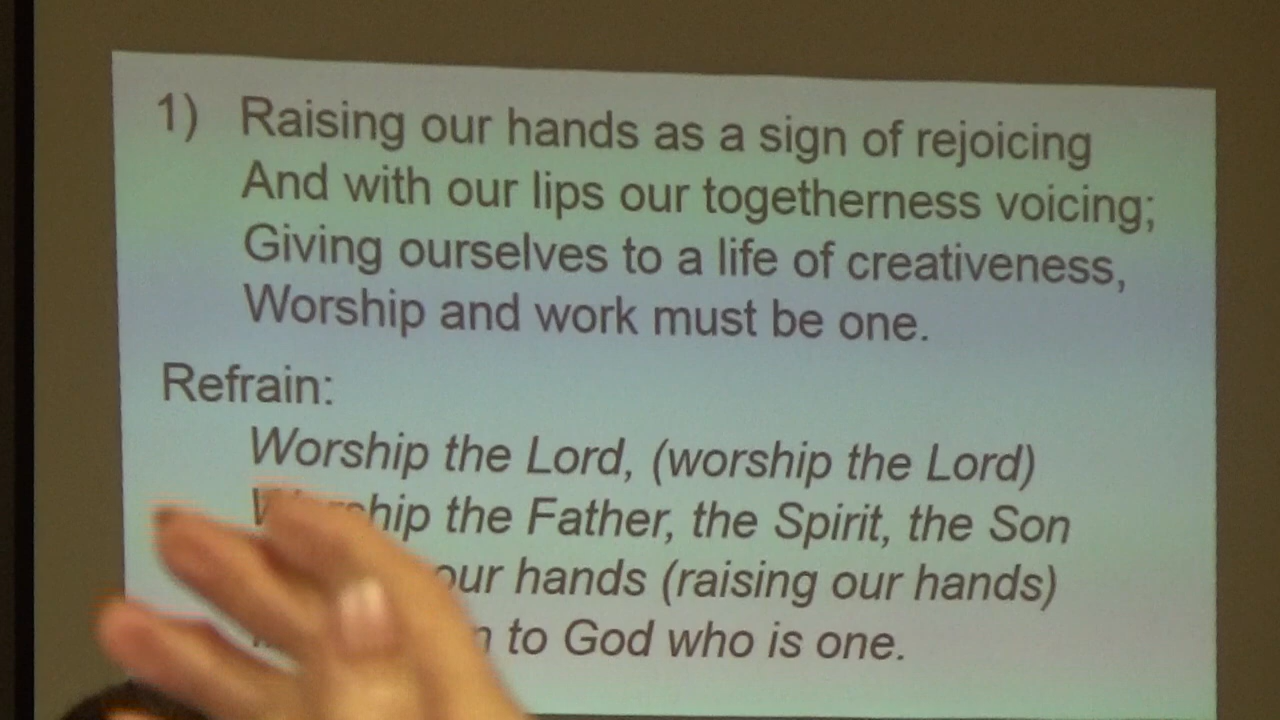 1) Raising our hands as a sign of rejoicing
And with our lips our togetherness voicing;
Giving ourselves to a life of creativeness,
Worship and work must be one.
Refrain:
Worship the Lord, (worship the Lord)
the Father, the Spirit, the Son
our hands (raising our hands)
to God who is one.